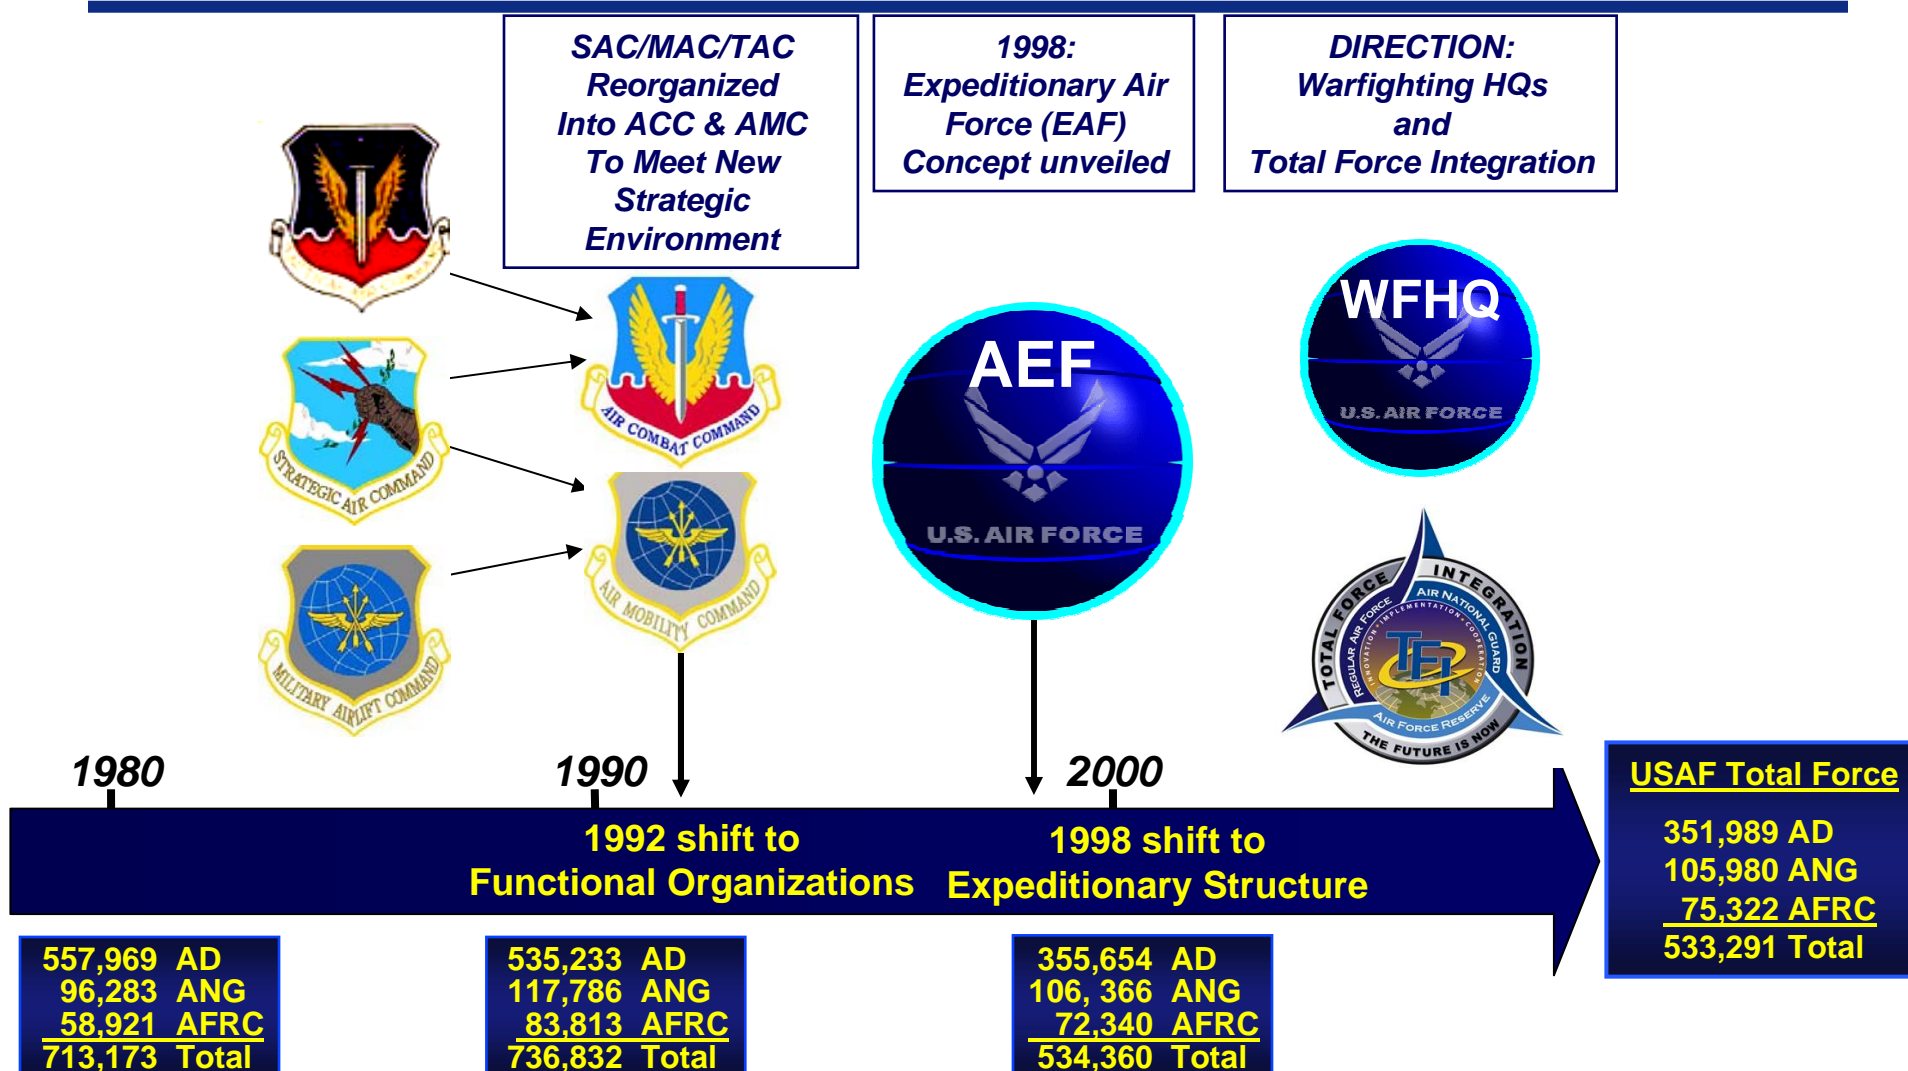 SAC/MAC/TAC
Reorganized
Into ACC & AMC
To Meet New
Strategic
Environment
1998:
Expeditionary Air
Force (EAF)
Concept unveiled
DIRECTION:
Warfighting HQs
and
Total Force Integration
TACTICAL AIR COMMAND
STRATEGIC AIR COMMAND
MILITARY AIRLIFT COMMAND
AIR COMBAT COMMAND
AIR MOBILITY COMMAND
AEF
U.S. AIR FORCE
WFHQ
U.S. AIR FORCE
TOTAL FORCE INTEGRATION
REGULAR AIR FORCE
AIR NATIONAL GUARD
INNOVATION • IMPLEMENTATION • COOPERATION
TFI
AIR FORCE RESERVE
THE FUTURE IS NOW
1980
1990
2000
1992 shift to
Functional Organizations
1998 shift to
Expeditionary Structure
USAF Total Force
351,989 AD
105,980 ANG
75,322 AFRC
533,291 Total
557,969 AD
96,283 ANG
58,921 AFRC
713,173 Total
535,233 AD
117,786 ANG
83,813 AFRC
736,832 Total
355,654 AD
106, 366 ANG
72,340 AFRC
534,360 Total